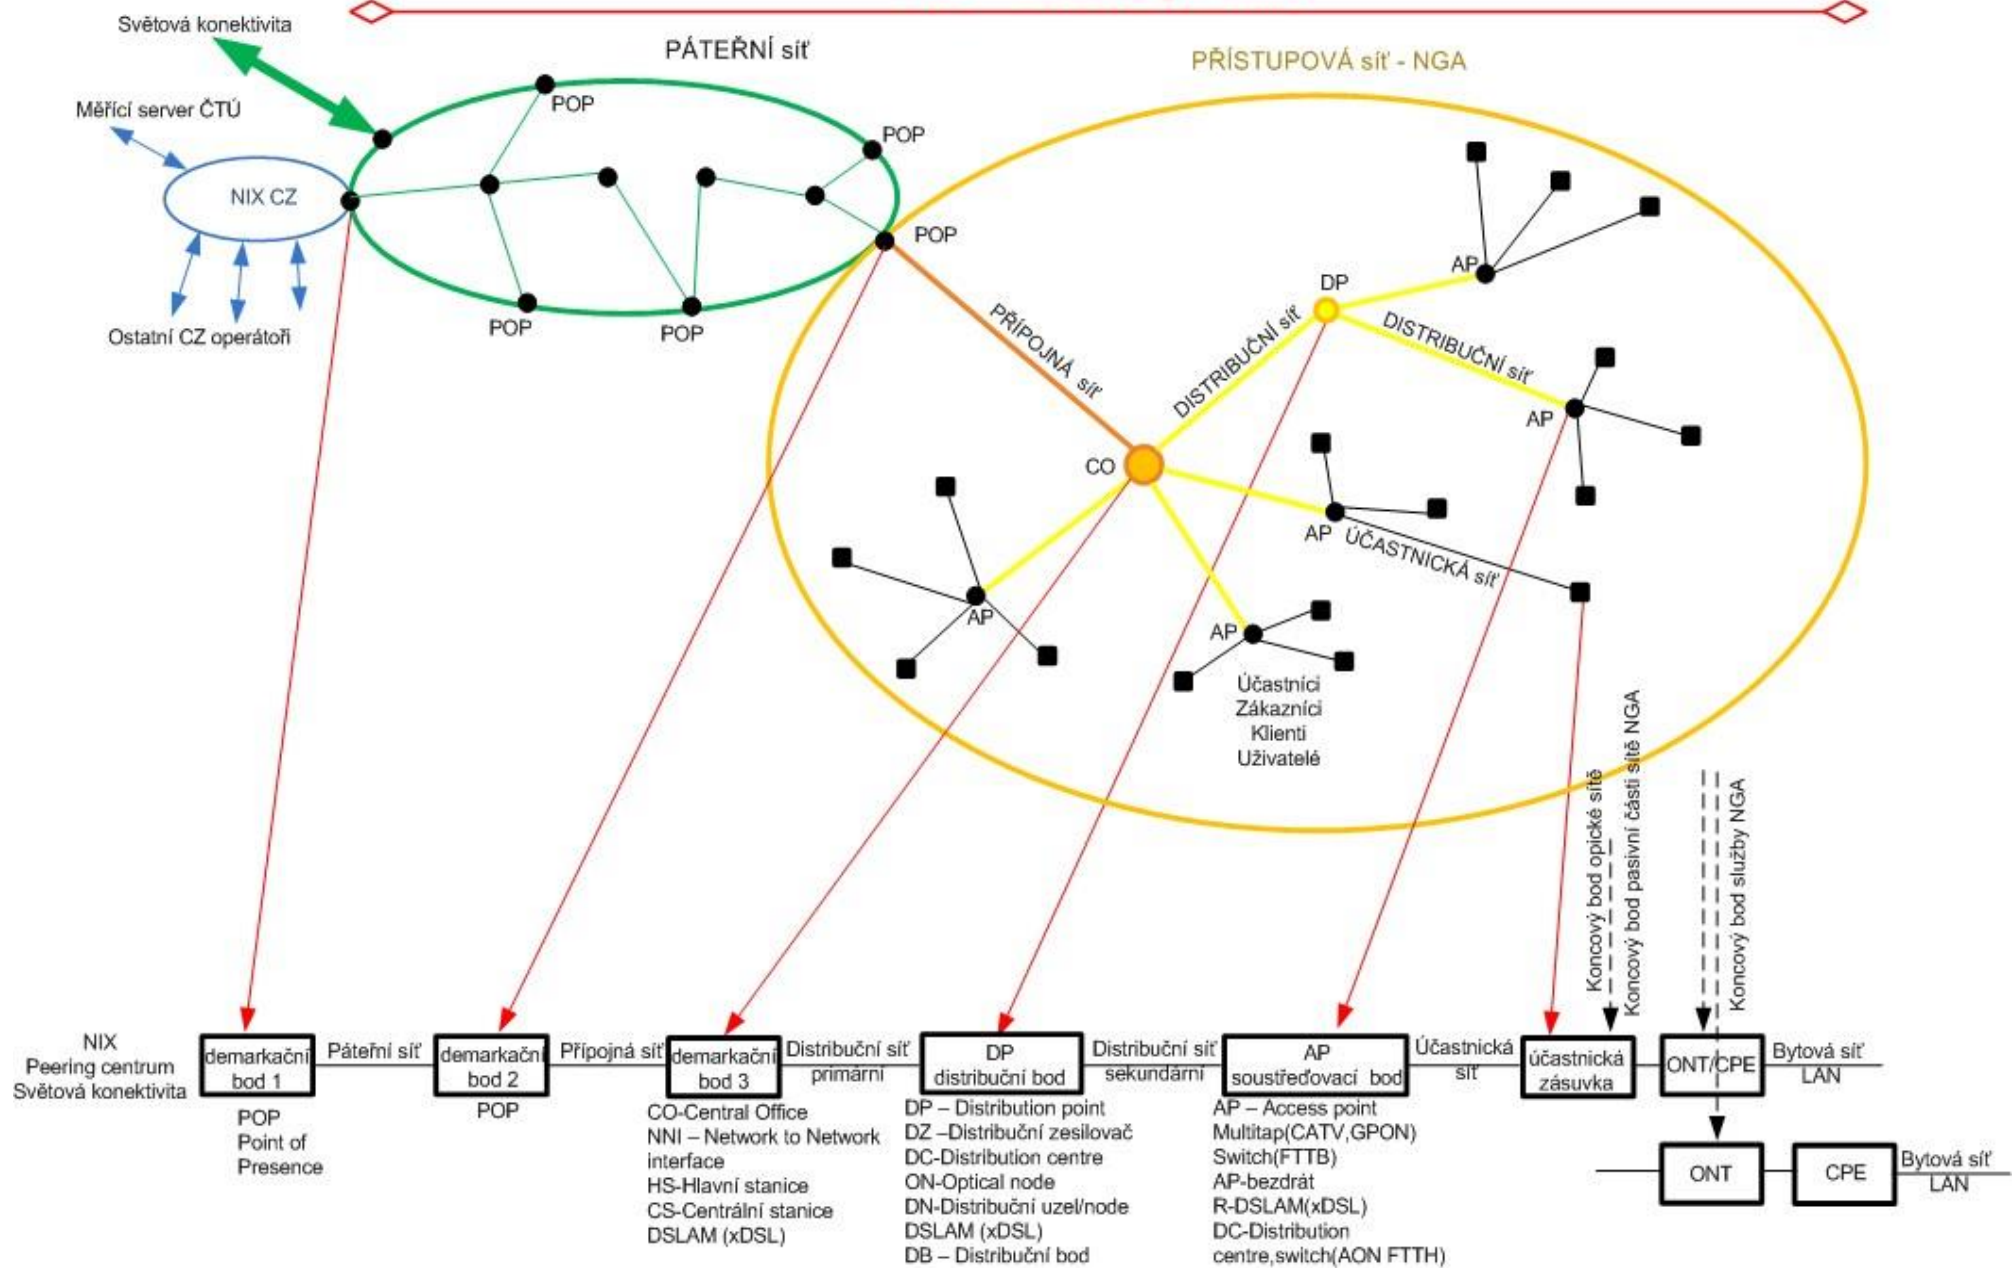 Světová konektivita
PÁTEŘNÍ síť
PŘÍSTUPOVÁ síť - NGA
Měřící server ČTÚ
POP
POP
NIX CZ
POP
Ostatní CZ operátoři
POP
POP
PŘÍPOJNÁ síť
DISTRIBUČNÍ síť
DP
AP
DISTRIBUČNÍ síť
AP
CO
AP
ÚČASTNICKÁ síť
AP
AP
Účastníci
Zákazníci
Klienti
Uživatelé
Koncový bod opické sítě
Koncový bod pasivní části sítě NGA
Koncový bod služby NGA
NIX
Peering centrum
Světová konektivita
demarkační
bod 1
POP
Point of
Presence
Páteřní síť
demarkační
bod 2
POP
Přípojná síť
demarkační
bod 3
CO-Central Office
NNI – Network to Network
interface
HS-Hlavní stanice
CS-Centrální stanice
DSLAM (xDSL)
Distribuční síť
primární
DP
distribuční bod
DP – Distribution point
DZ –Distribuční zesilovač
DC-Distribution centre
ON-Optical node
DN-Distribuční uzel/node
DSLAM (xDSL)
DB – Distribuční bod
Distribuční síť
sekundární
AP
soustřeďovací bod
AP – Access point
Multitap(CATV,GPON)
Switch(FTTB)
AP-bezdrát
R-DSLAM(xDSL)
DC-Distribution
centre,switch(AON FTTH)
Účastnická
síť
účastnická
zásuvka
ONT/CPE
Bytová síť
LAN
ONT
CPE
Bytová síť
LAN